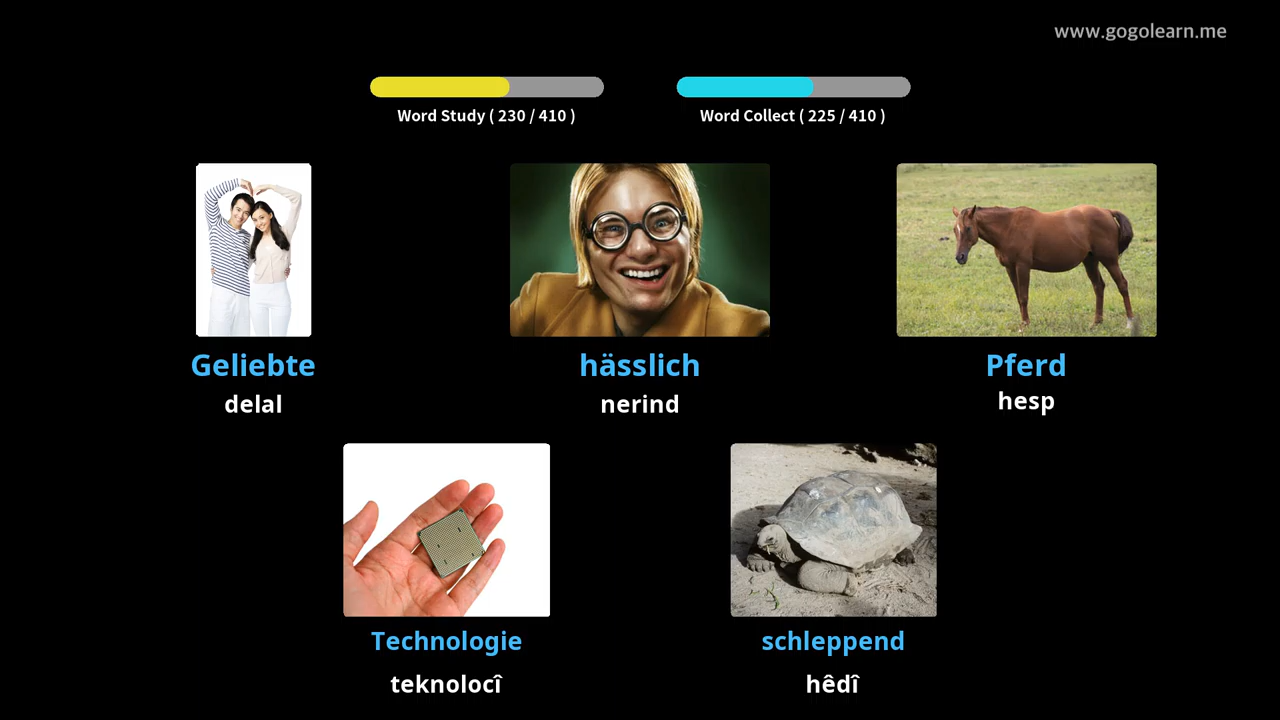 www.gogolearn.me
Word Study ( 230 / 410 )
Word Collect ( 225 / 410 )
Geliebte
delal
hässlich
nerind
Pferd
hesp
Technologie
teknolocî
schleppend
hêdî